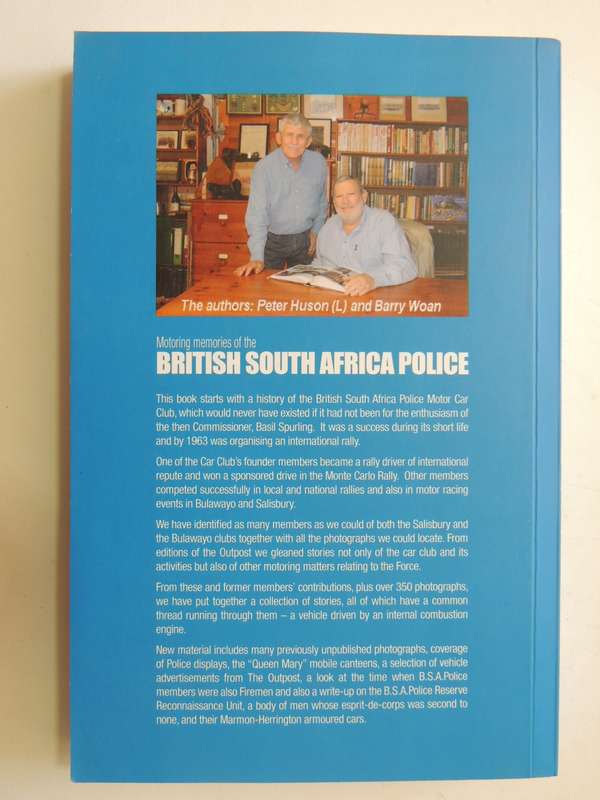 The authors: Peter Huson (L) and Barry Woan
Motoring memories of the
BRITISH SOUTH AFRICA POLICE
This book starts with a history of the British South Africa Police Motor Car
Club, which would never have existed if it had not been for the enthusiasm of
the then Commissioner, Basil Spurling. It was a success during its short life
and by 1963 was organising an international rally.
One of the Car Club's founder members became a rally driver of international
repute and won a sponsored drive in the Monte Carlo Rally. Other members
competed successfully in local and national rallies and also in motor racing
events in Bulawayo and Salisbury.
We have identified as many members as we could of both the Salisbury and
the Bulawayo clubs together with all the photographs we could locate. From
editions of the Outpost we gleaned stories not only of the car club and its
activities but also of other motoring matters relating to the Force.
From these and former members' contributions, plus over 350 photographs,
we have put together a collection of stories, all of which have a common
thread running through them – a vehicle driven by an internal combustion
engine.
New material includes many previously unpublished photographs, coverage
of Police displays, the "Queen Mary" mobile canteens, a selection of vehicle
advertisements from The Outpost, a look at the time when B.S.A.Police
members were also Firemen and also a write-up on the B.S.A.Police Reserve
Reconnaissance Unit, a body of men whose esprit-de-corps was second to
none, and their Marmon-Herrington armoured cars.